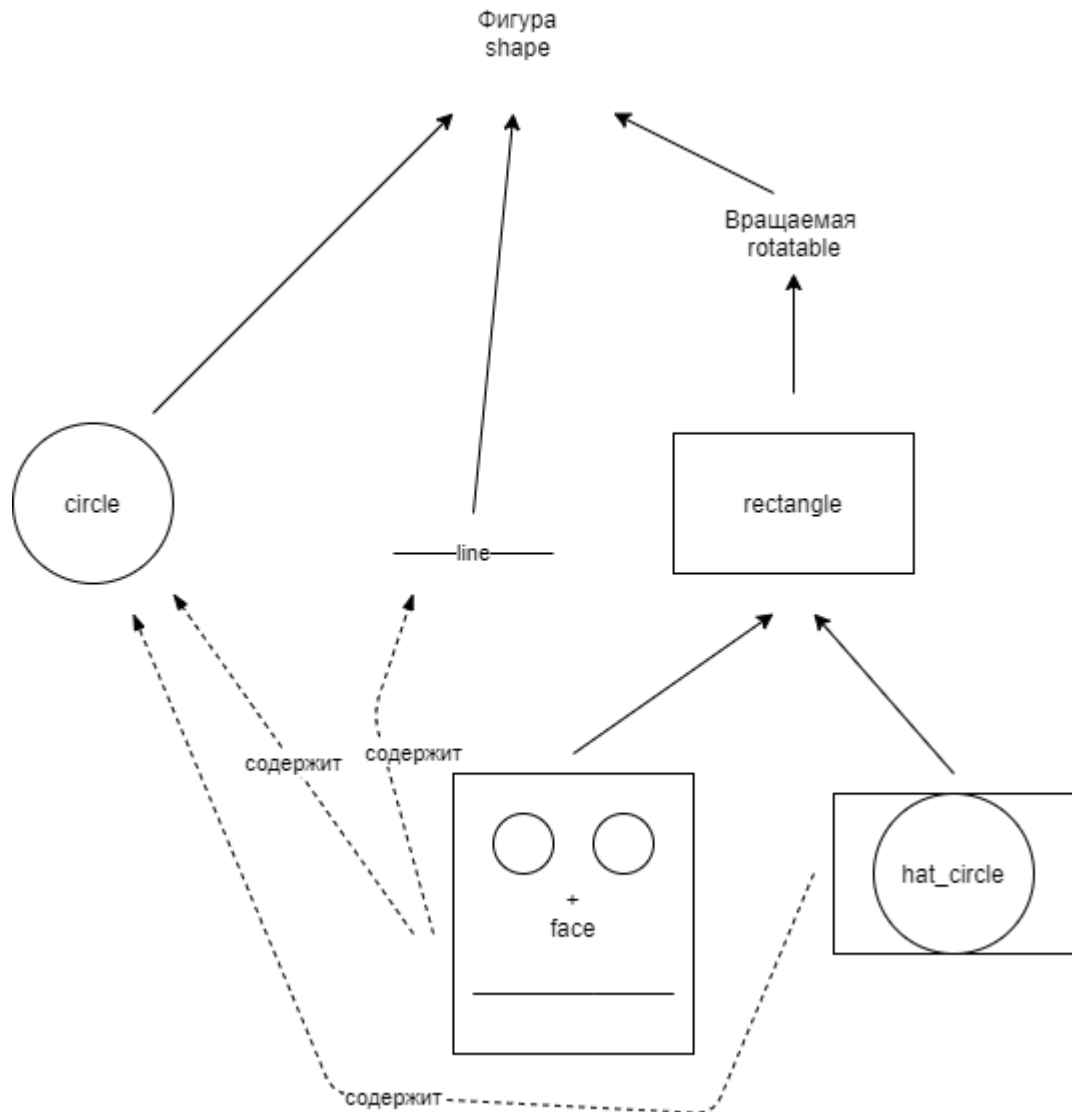 Фигура
shape
Вращаемая
rotatable
circle
line
rectangle
содержит
содержит
+
face
hat_circle
содержит